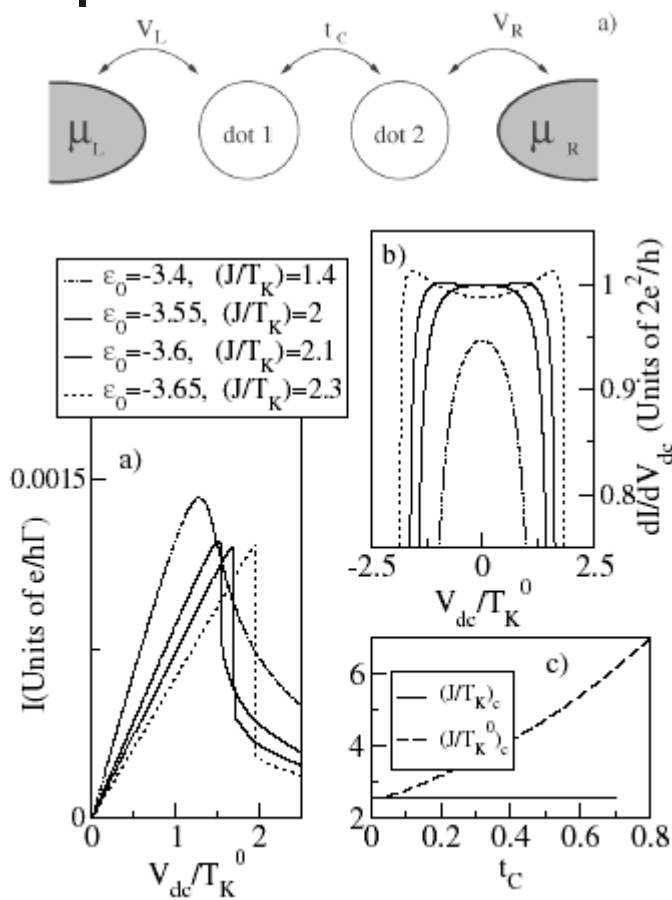 V_L t_C V_R a)
μ_L dot 1 dot 2 μ_R
ε_0=-3.4, (J/T_K)=1.4
ε_0=-3.55, (J/T_K)=2
ε_0=-3.6, (J/T_K)=2.1
ε_0=-3.65, (J/T_K)=2.3
b)
1
0.9
0.8
dI/dV_dc (Units of 2e^2/h)
-2.5 0 2.5
V_dc/T_K^0
a)
0.0015
0
I(Units of e/hΓ)
0 1 2
V_dc/T_K^0
c)
(J/T_K)_c
(J/T_K^0)_c
6
4
2
0 0.2 0.4 0.6 0.8
t_C